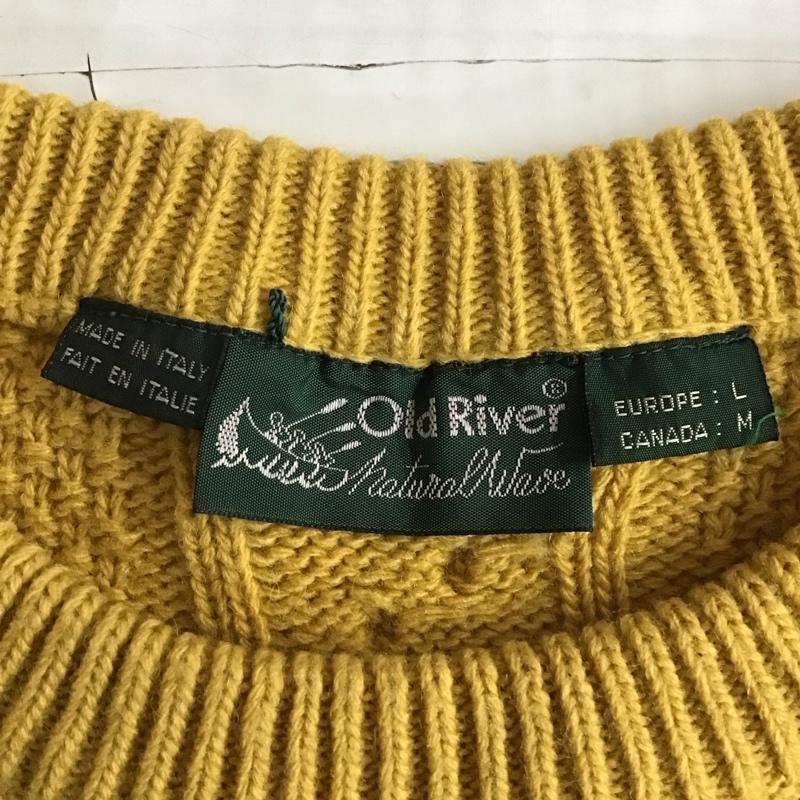 MADE IN ITALY
FAIT EN ITALIE
Old River®
Natural Wave
EUROPE : L
CANADA : M